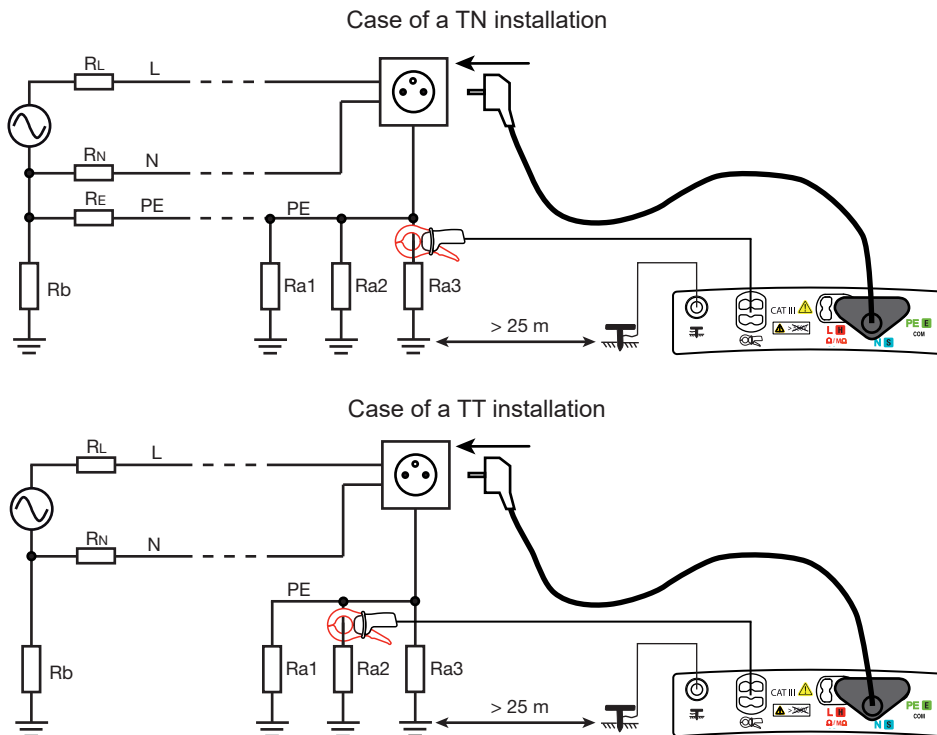 Case of a TN installation
RL
L
RN
N
RE
PE
PE
Rb
Ra1
Ra2
Ra3
> 25 m
CAT III
L H
Ω/MΩ
N S
PE E
COM
Case of a TT installation
RL
L
RN
N
PE
Rb
Ra1
Ra2
Ra3
> 25 m
CAT III
L H
Ω/MΩ
N S
PE E
COM